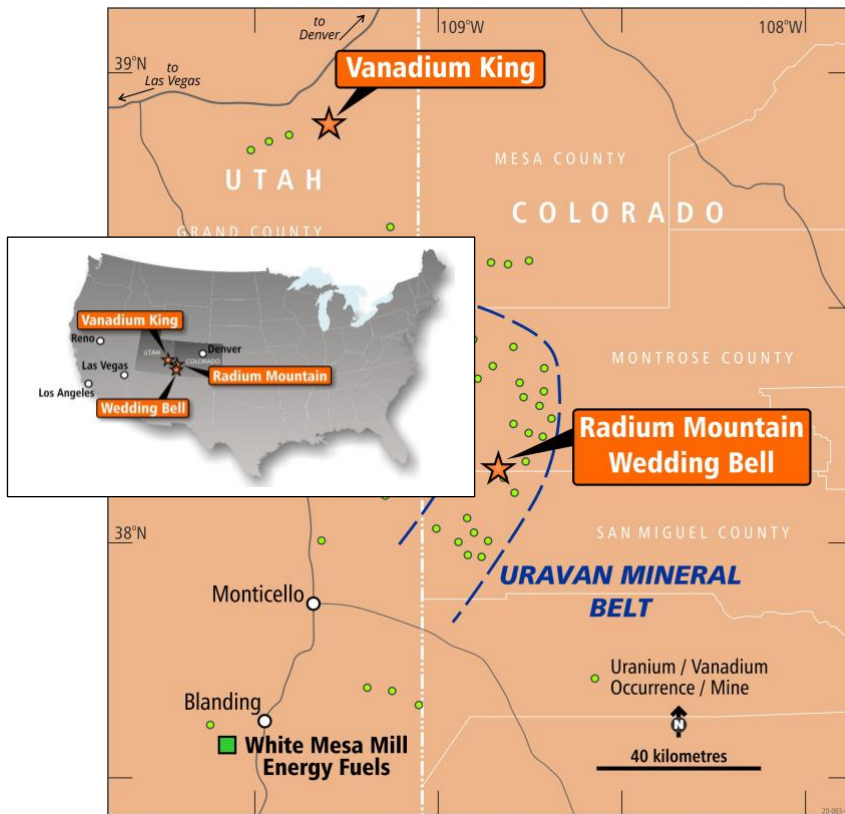 to
Denver
109°W
108°W
39°N
to
Las Vegas
Vanadium King
MESA COUNTY
UTAH
COLORADO
GRAND COUNTY
Vanadium King
Reno
UTAH
COLORADO
Denver
Las Vegas
Radium Mountain
Los Angeles
Wedding Bell
MONTROSE COUNTY
Radium Mountain
Wedding Bell
38°N
SAN MIGUEL COUNTY
URAVAN MINERAL
BELT
Monticello
Uranium / Vanadium
Occurrence / Mine
Blanding
N
White Mesa Mill
Energy Fuels
40 kilometres